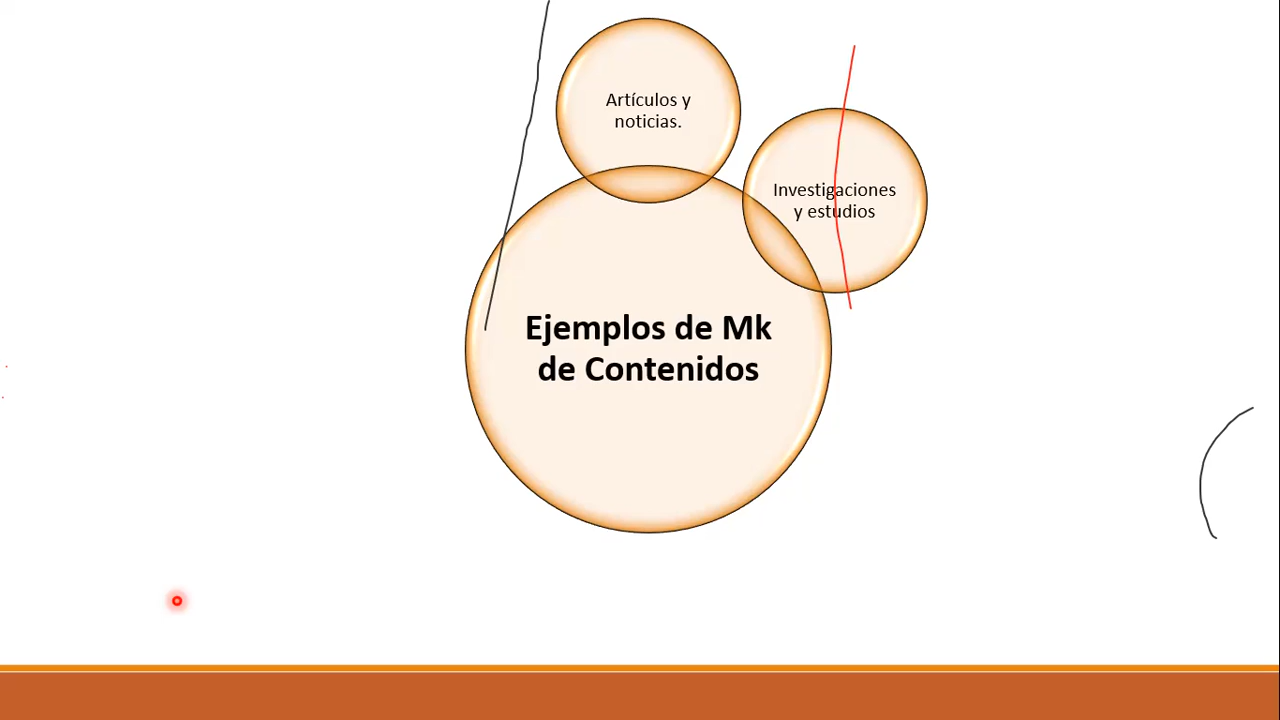 Artículos y
noticias.
Investigaciones
y estudios
Ejemplos de Mk
de Contenidos